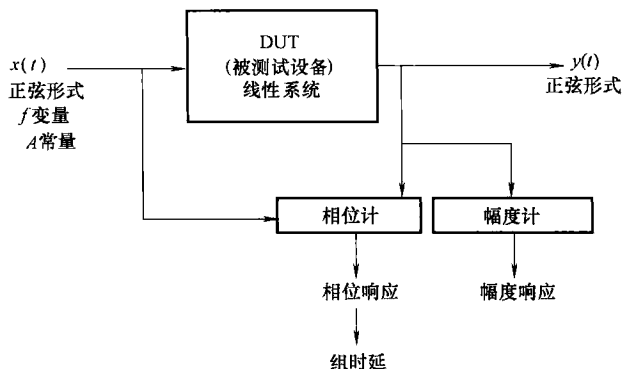 DUT
(被测试设备)
线性系统
x(t)
正弦形式
f变量
A常量
y(t)
正弦形式
相位计
幅度计
相位响应
幅度响应
组时延